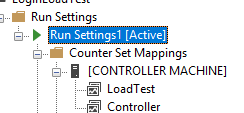 LoginLoadTest
Run Settings
Run Settings1 [Active]
Counter Set Mappings
[CONTROLLER MACHINE]
LoadTest
Controller